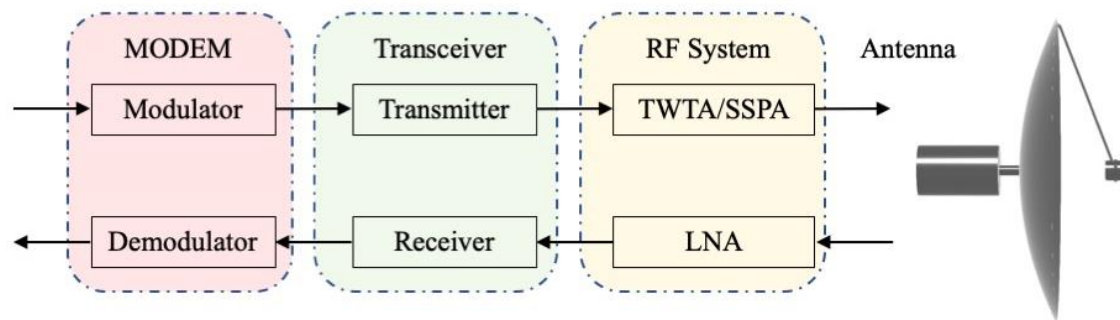 MODEM
Transceiver
RF System
Antenna
Modulator
Transmitter
TWTA/SSPA
Demodulator
Receiver
LNA